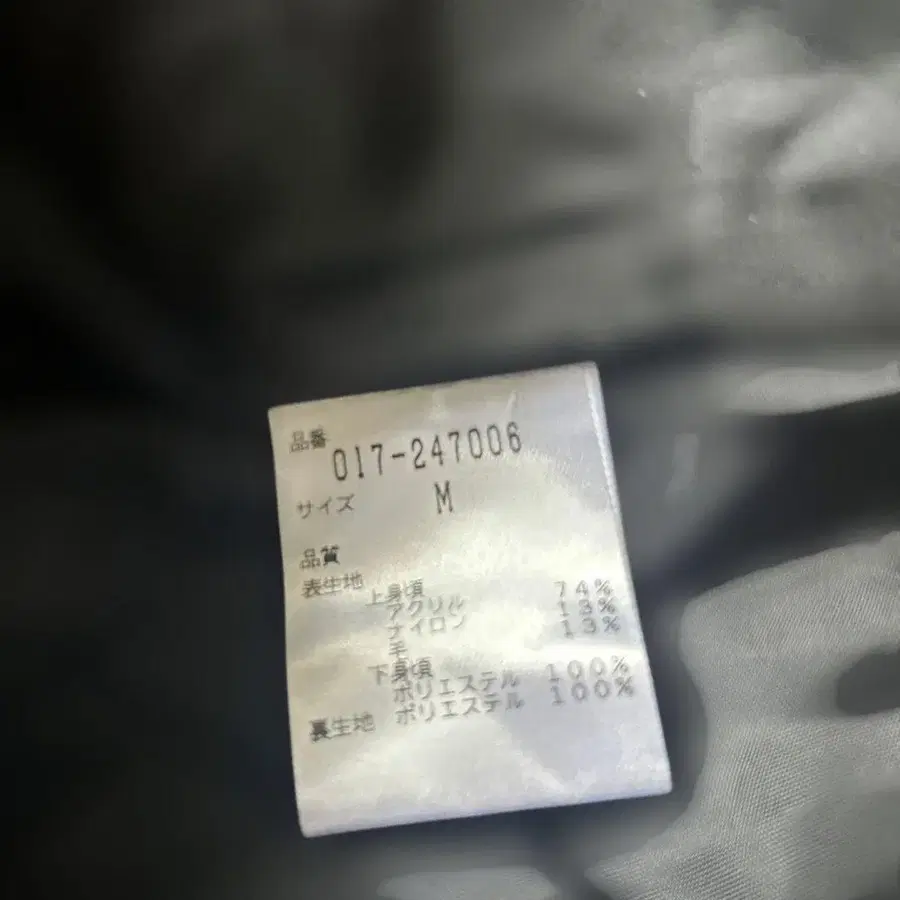 品番
017-247006
サイズ M
品質
表生地
上身頃
アクリル 74%
ナイロン 13%
毛 13%
下身頃
ポリエステル 100%
裏生地 ポリエステル 100%